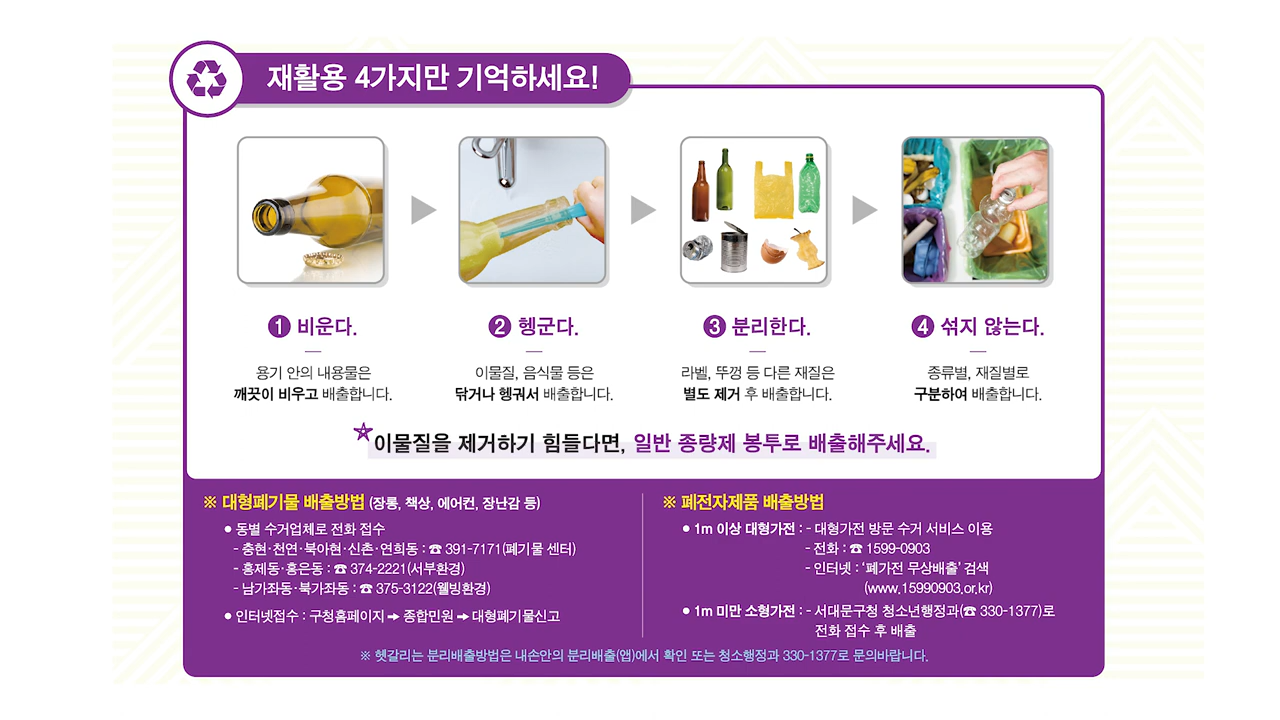 재활용 4가지만 기억하세요!
1 비운다.
용기 안의 내용물은
깨끗이 비우고 배출합니다.
2 헹군다.
이물질, 음식물 등은
닦거나 헹궈서 배출합니다.
3 분리한다.
라벨, 뚜껑 등 다른 재질은
별도 제거 후 배출합니다.
4 섞지 않는다.
종류별, 재질별로
구분하여 배출합니다.
이물질을 제거하기 힘들다면, 일반 종량제 봉투로 배출해주세요.
※ 대형폐기물 배출방법 (장롱, 책상, 에어컨, 장난감 등)
● 동별 수거업체로 전화 접수
- 충현·천연·북아현·신촌·연희동 : ☎ 391-7171(폐기물 센터)
- 홍제동·홍은동 : ☎ 374-2221(서부환경)
- 남가좌동·북가좌동 : ☎ 375-3122(웰빙환경)
● 인터넷접수 : 구청홈페이지 ➡ 종합민원 ➡ 대형폐기물신고
※ 폐전자제품 배출방법
● 1m 이상 대형가전 : - 대형가전 방문 수거 서비스 이용
- 전화 : ☎ 1599-0903
- 인터넷 : ‘폐가전 무상배출’ 검색
(www.15990903.or.kr)
● 1m 미만 소형가전 : - 서대문구청 청소년행정과(☎ 330-1377)로
전화 접수 후 배출
※ 헷갈리는 분리배출방법은 내손안의 분리배출(앱)에서 확인 또는 청소행정과 330-1377로 문의바랍니다.